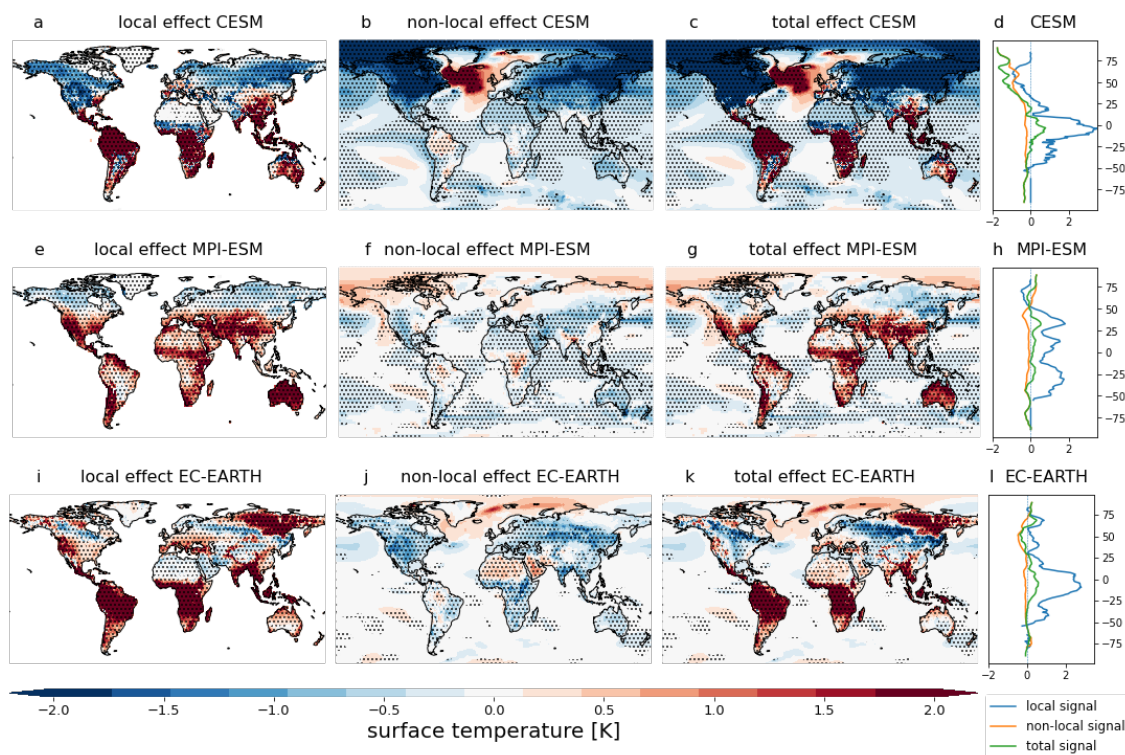 a local effect CESM b non-local effect CESM c total effect CESM d CESM
75
50
25
0
−25
−50
−75
−2 0 2
e local effect MPI-ESM f non-local effect MPI-ESM g total effect MPI-ESM h MPI-ESM
75
50
25
0
−25
−50
−75
−2 0 2
i local effect EC-EARTH j non-local effect EC-EARTH k total effect EC-EARTH l EC-EARTH
75
50
25
0
−25
−50
−75
−2 0 2
−2.0 −1.5 −1.0 −0.5 0.0 0.5 1.0 1.5 2.0
surface temperature [K]
local signal
non-local signal
total signal